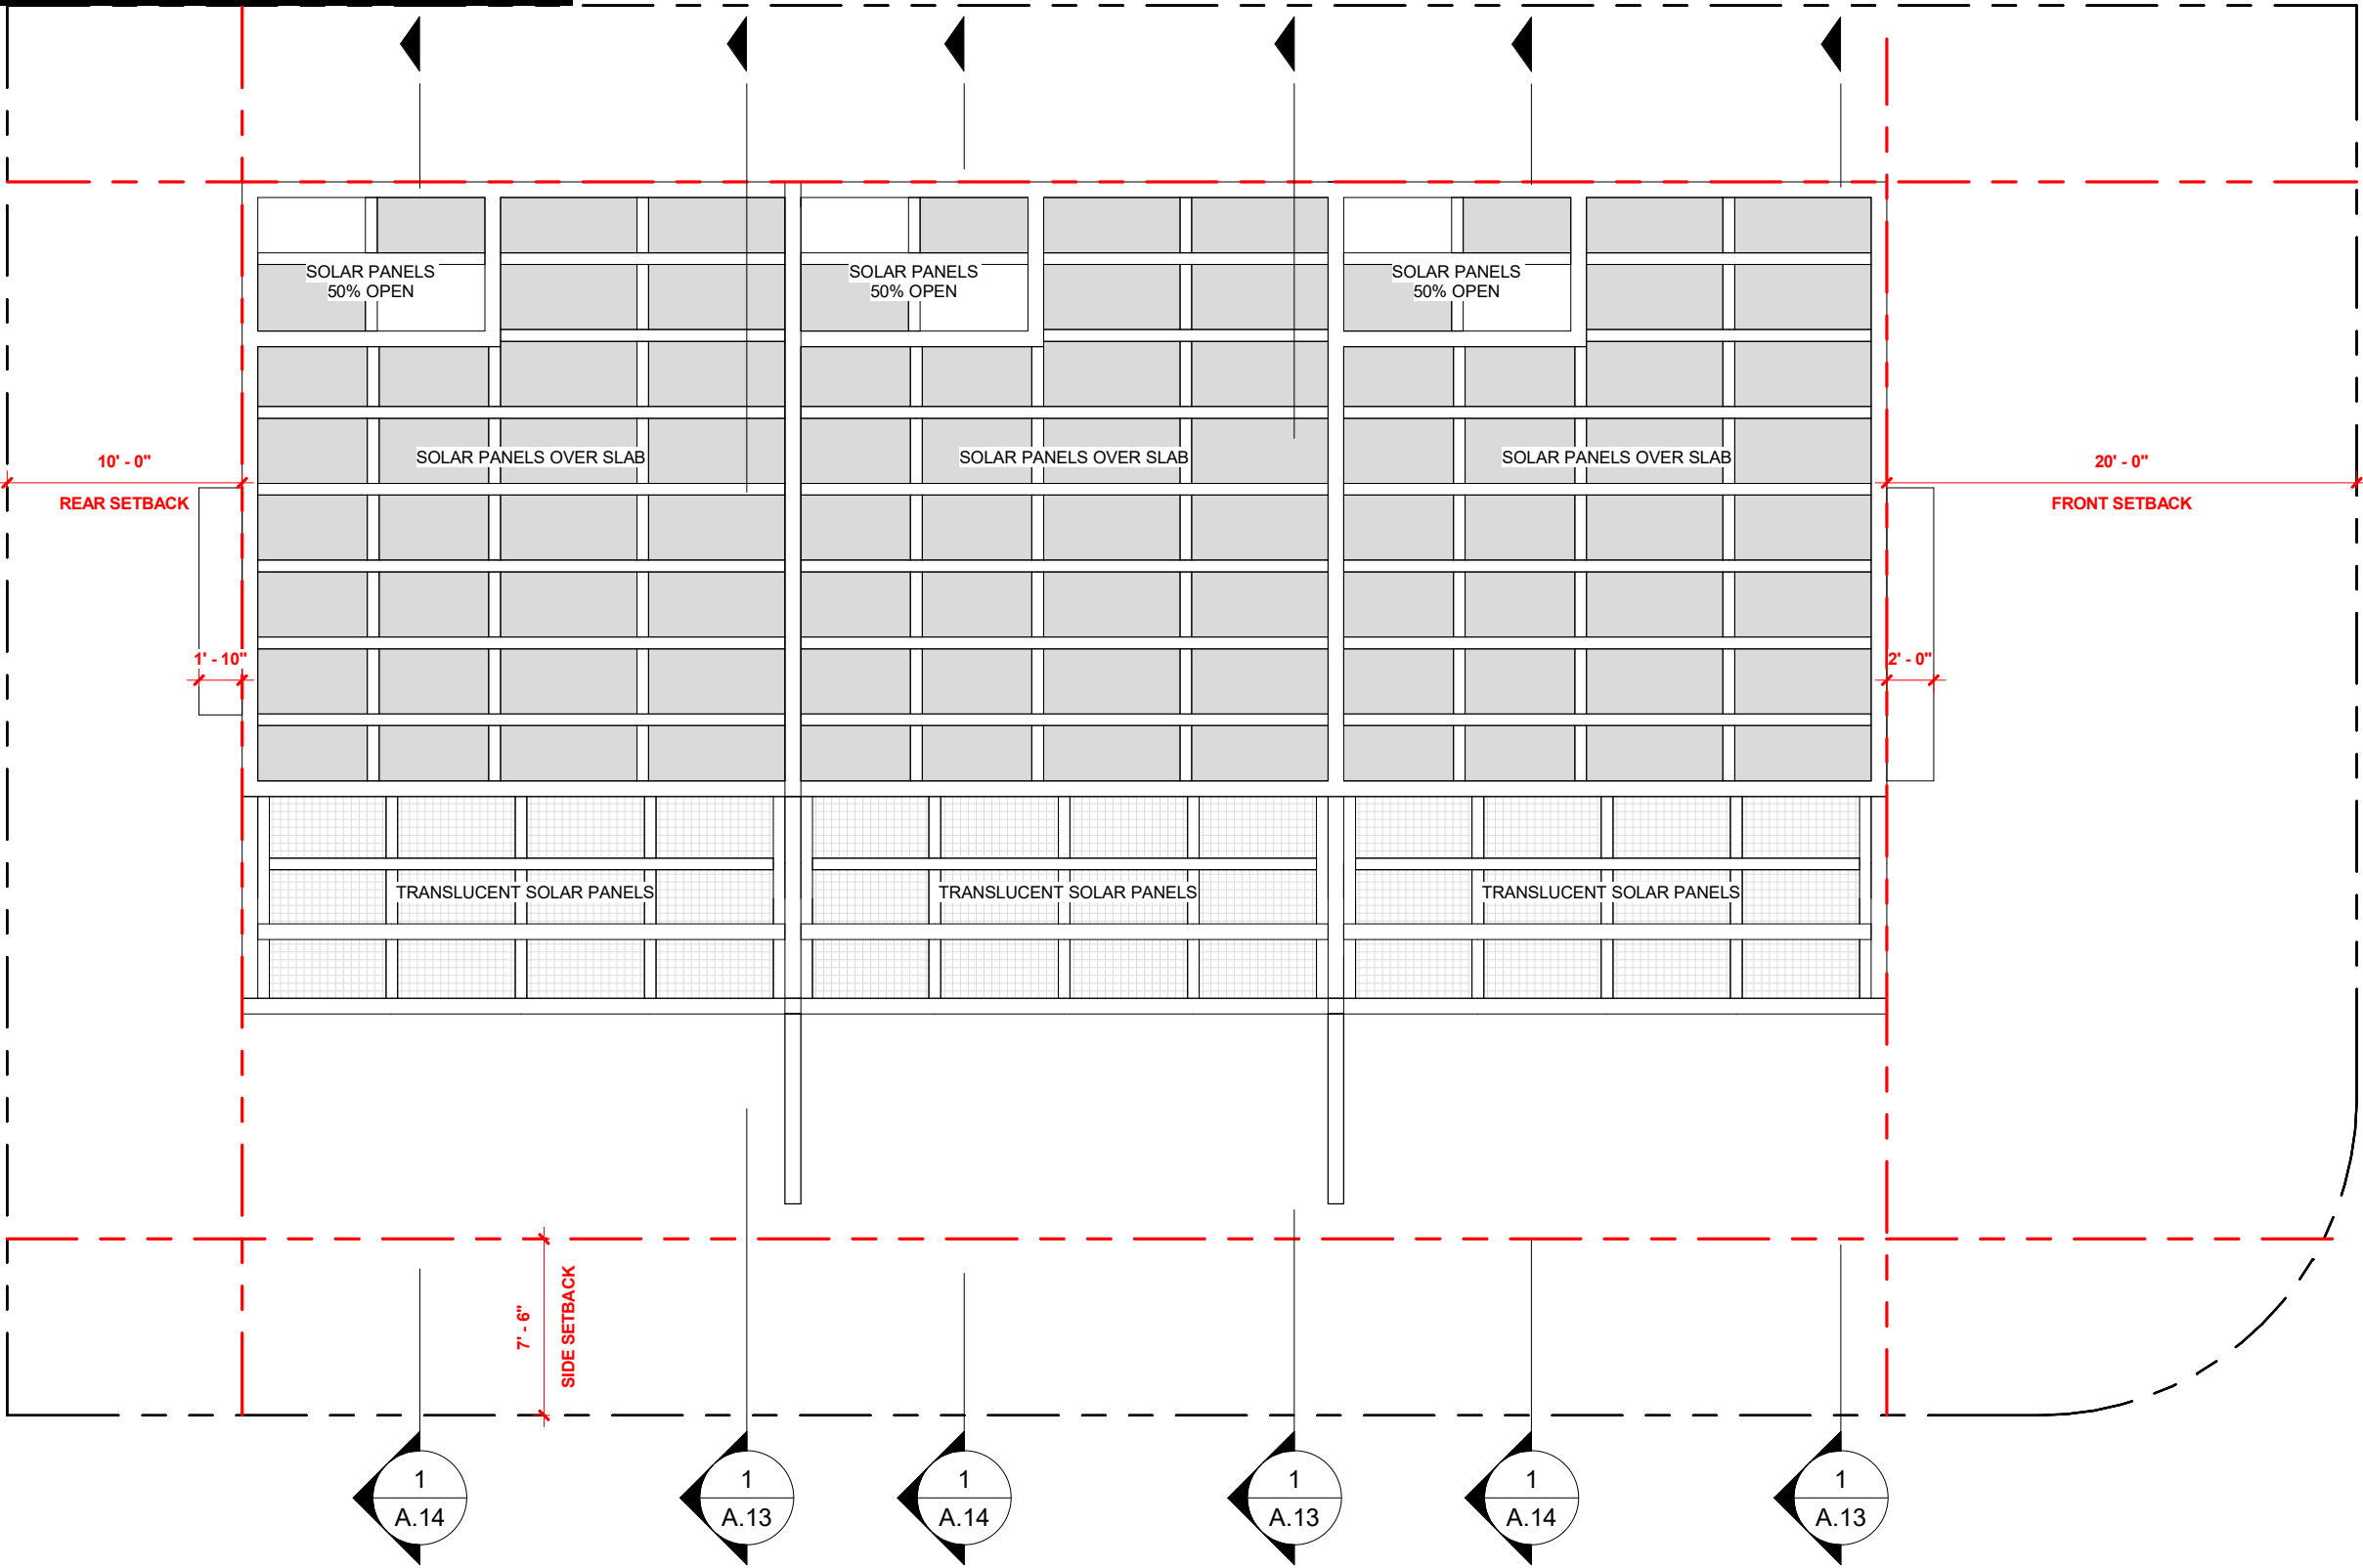 SOLAR PANELS
50% OPEN
SOLAR PANELS
50% OPEN
SOLAR PANELS
50% OPEN
SOLAR PANELS OVER SLAB
SOLAR PANELS OVER SLAB
SOLAR PANELS OVER SLAB
10' - 0"
REAR SETBACK
20' - 0"
FRONT SETBACK
1' - 10"
2' - 0"
TRANSLUCENT SOLAR PANELS
TRANSLUCENT SOLAR PANELS
TRANSLUCENT SOLAR PANELS
7' - 6"
SIDE SETBACK
1
A.14
1
A.13
1
A.14
1
A.13
1
A.14
1
A.13